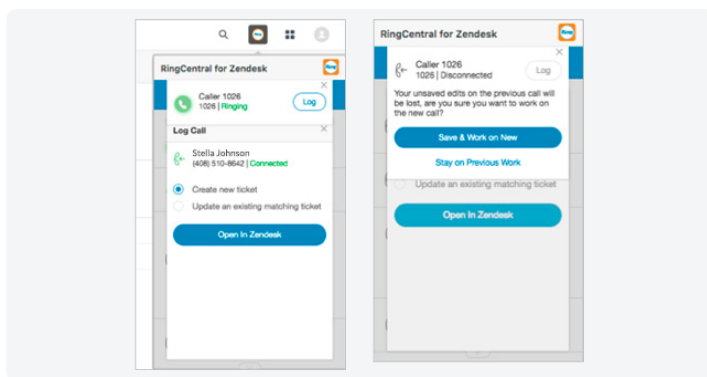 RingCentral for Zendesk
Caller 1026
1026 | Ringing
Log
Log Call
Stella Johnson
(408) 510-8642 | Connected
Create new ticket
Update an existing matching ticket
Open In Zendesk
RingCentral for Zendesk
Ring
Caller 1026
1026 | Disconnected
Log
Your unsaved edits on the previous call will
be lost, are you sure you want to work on
the new call?
Save & Work on New
Stay on Previous Work
Update an existing matching ticket
Open In Zendesk